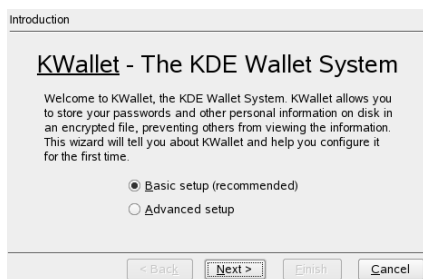 Introduction
KWallet - The KDE Wallet System
Welcome to KWallet, the KDE Wallet System. KWallet allows you
to store your passwords and other personal information on disk in
an encrypted file, preventing others from viewing the information.
This wizard will tell you about KWallet and help you configure it
for the first time.
Basic setup (recommended)
Advanced setup
< Back Next > Finish Cancel